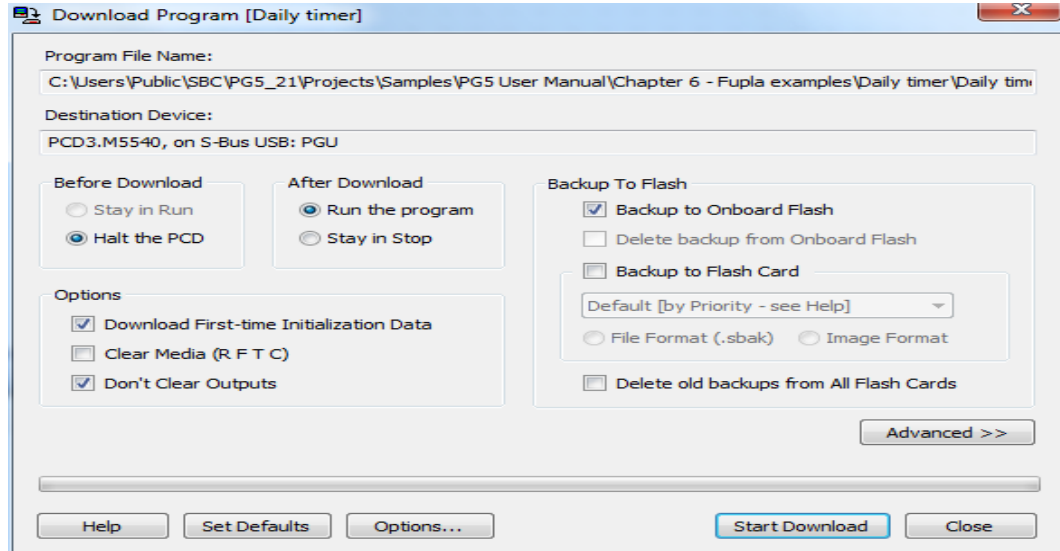 Download Program [Daily timer]
Program File Name:
C:\Users\Public\SBC\PG5_21\Projects\Samples\PG5 User Manual\Chapter 6 - Fupla examples\Daily timer\Daily tim
Destination Device:
PCD3.M5540, on S-Bus USB: PGU
Before Download
Stay in Run
Halt the PCD
After Download
Run the program
Stay in Stop
Options
Download First-time Initialization Data
Clear Media (R F T C)
Don't Clear Outputs
Backup To Flash
Backup to Onboard Flash
Delete backup from Onboard Flash
Backup to Flash Card
Default [by Priority - see Help]
File Format (.sbak) Image Format
Delete old backups from All Flash Cards
Advanced >>
Help Set Defaults Options... Start Download Close